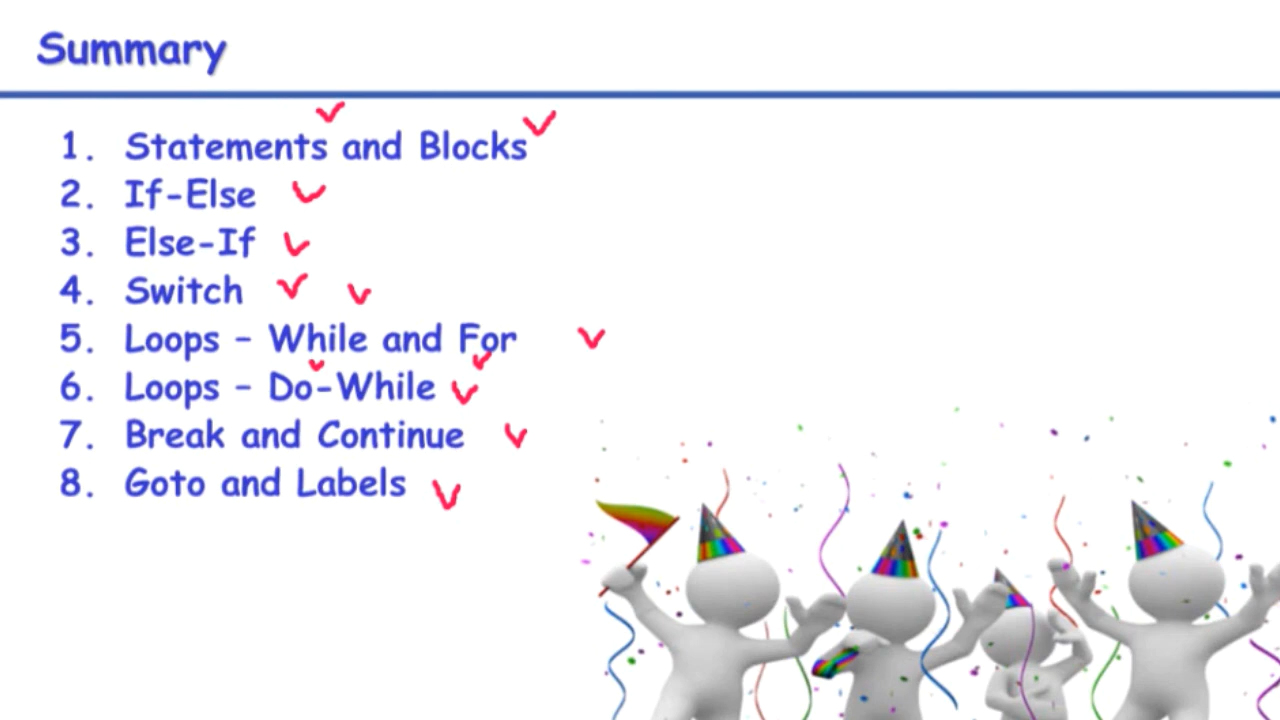 Summary
1. Statements and Blocks
2. If-Else
3. Else-If
4. Switch
5. Loops – While and For
6. Loops – Do-While
7. Break and Continue
8. Goto and Labels